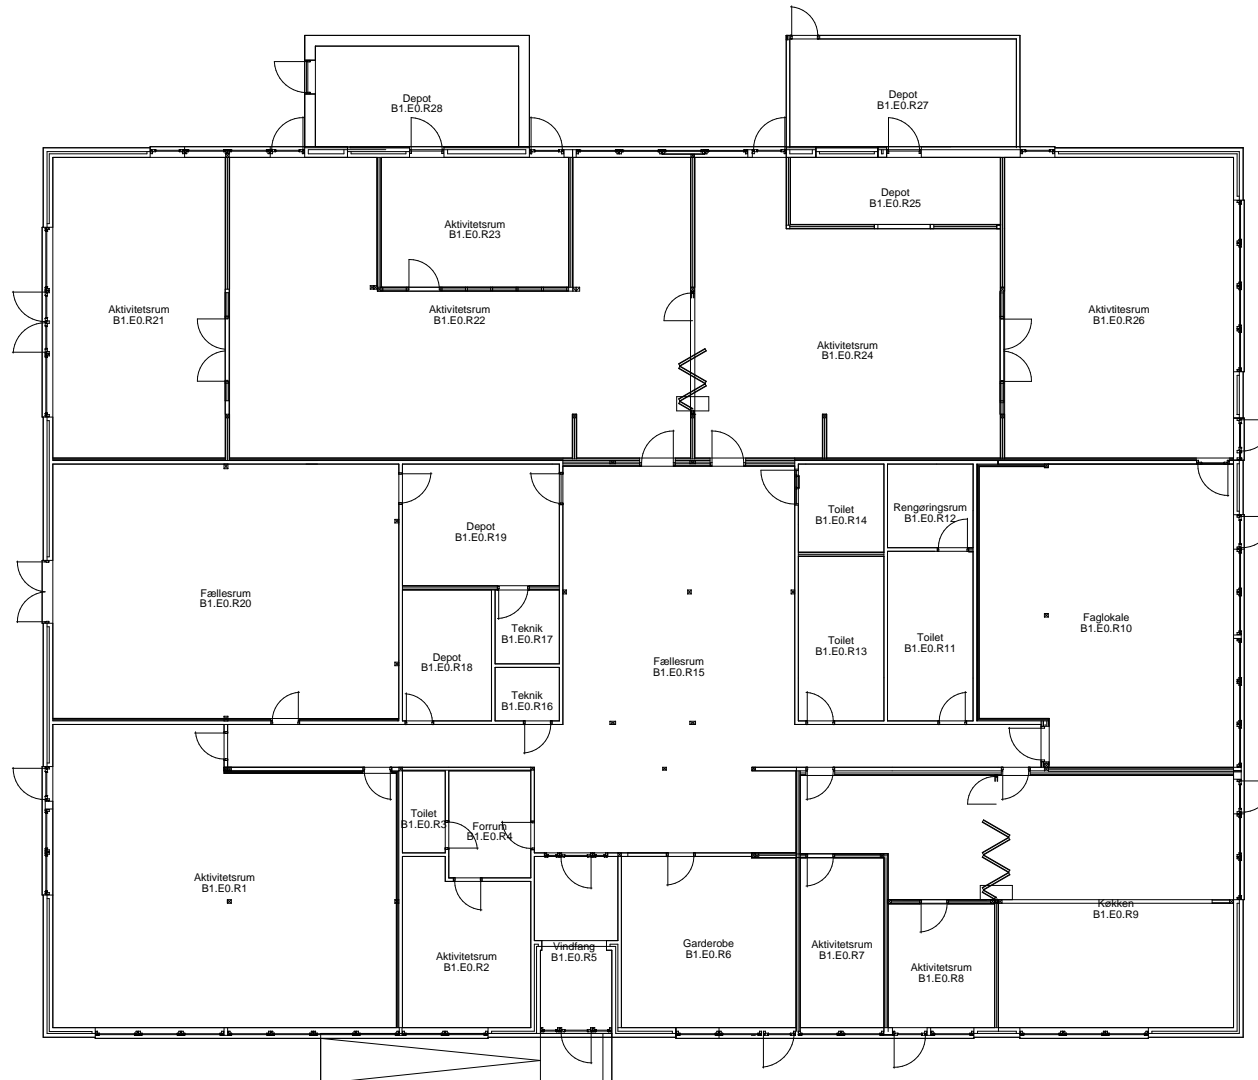 Depot
B1.E0.R28
Depot
B1.E0.R27
Depot
B1.E0.R25
Aktivitetsrum
B1.E0.R23
Aktivitetsrum
B1.E0.R21
Aktivitetsrum
B1.E0.R22
Aktivtitesrum
B1.E0.R26
Aktivitetsrum
B1.E0.R24
Toilet
B1.E0.R14
Rengøringsrum
B1.E0.R12
Depot
B1.E0.R19
Fællesrum
B1.E0.R20
Teknik
B1.E0.R17
Faglokale
B1.E0.R10
Toilet
B1.E0.R13
Toilet
B1.E0.R11
Depot
B1.E0.R18
Fællesrum
B1.E0.R15
Teknik
B1.E0.R16
Toilet
B1.E0.R3
Forrum
B1.E0.R4
Aktivitetsrum
B1.E0.R1
Køkken
B1.E0.R9
Aktivitetsrum
B1.E0.R2
Vindfang
B1.E0.R5
Garderobe
B1.E0.R6
Aktivitetsrum
B1.E0.R7
Aktivitetsrum
B1.E0.R8